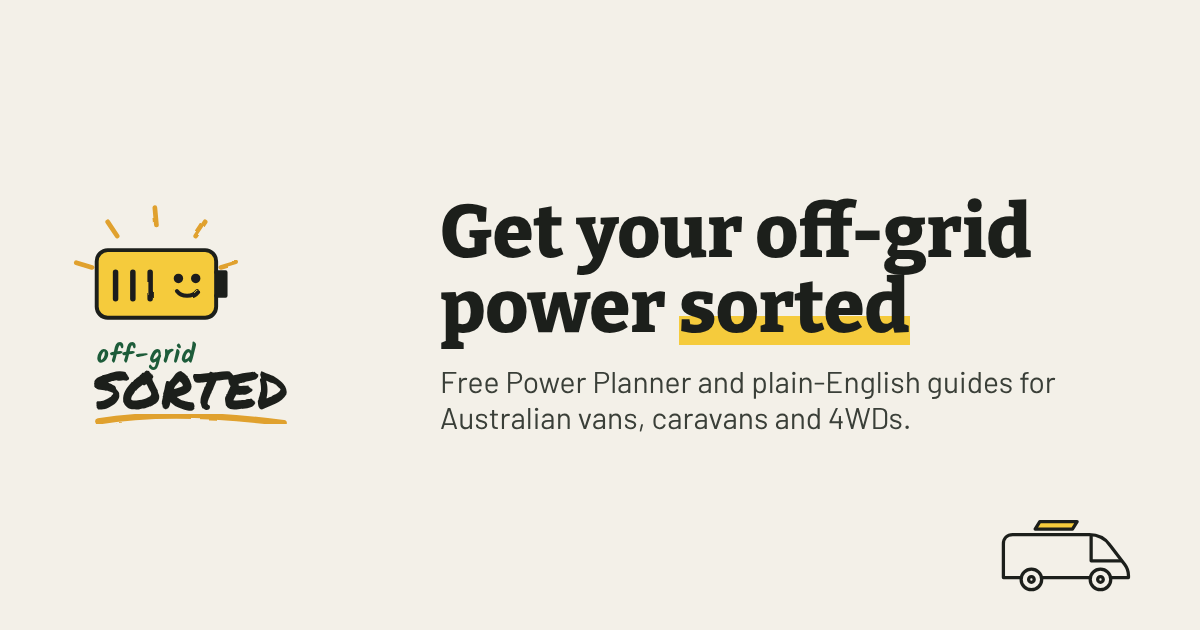 off-grid
SORTED
Get your off-grid
power sorted
Free Power Planner and plain-English guides for
Australian vans, caravans and 4WDs.